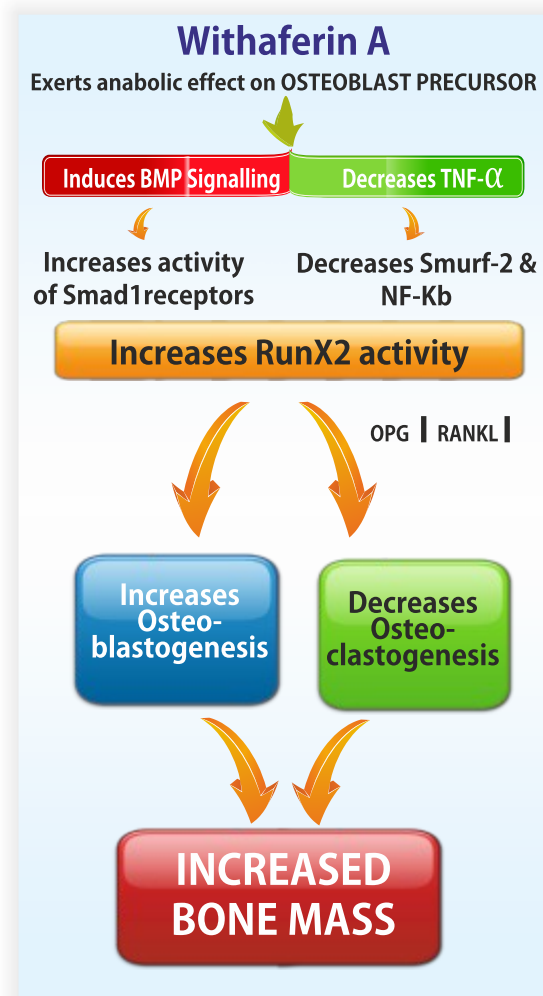 Withaferin A
Exerts anabolic effect on OSTEOBLAST PRECURSOR
Induces BMP Signalling
Decreases TNF-α
Increases activity
of Smad1receptors
Decreases Smurf-2 &
NF-Kb
Increases RunX2 activity
OPG | RANKL |
Increases
Osteo-
blastogenesis
Decreases
Osteo-
clastogenesis
INCREASED
BONE MASS